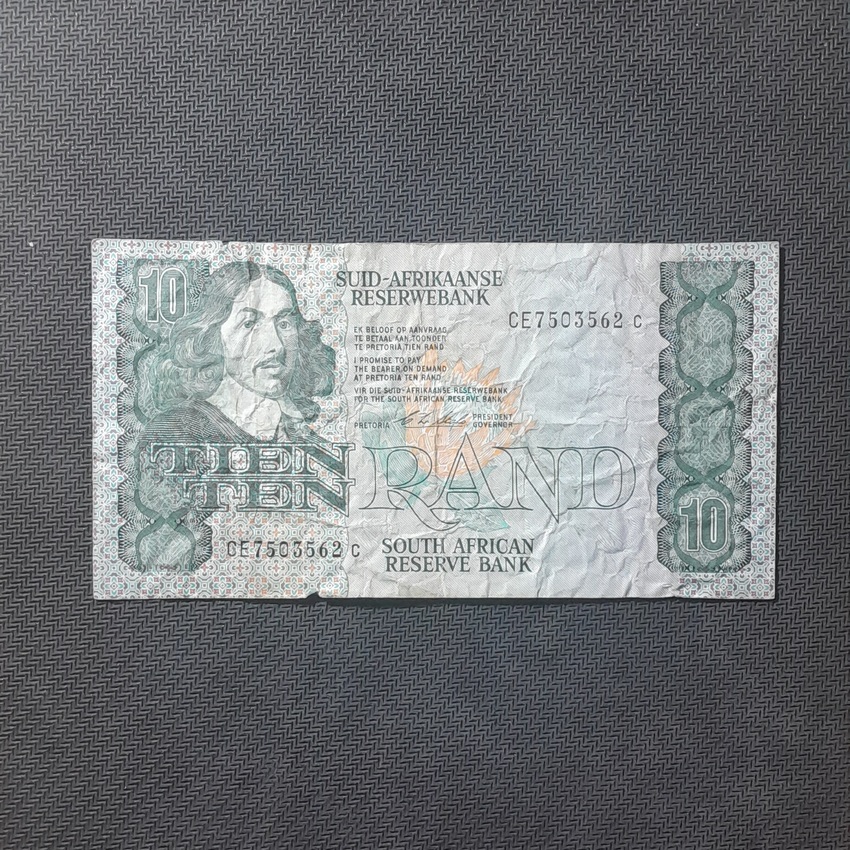 10
SUID-AFRIKAANSE
RESERWEBANK
CE7503562 C
EK BELOOF OP AANVRAAG
TE BETAAL AAN TOONDER
TE PRETORIA TIEN RAND
I PROMISE TO PAY
THE BEARER ON DEMAND
AT PRETORIA TEN RAND
VIR DIE SUID-AFRIKAANSE RESERWEBANK
FOR THE SOUTH AFRICAN RESERVE BANK
PRETORIA
PRESIDENT
GOVERNOR
TIEN
TEN
RAND
10
CE7503562 C
SOUTH AFRICAN
RESERVE BANK